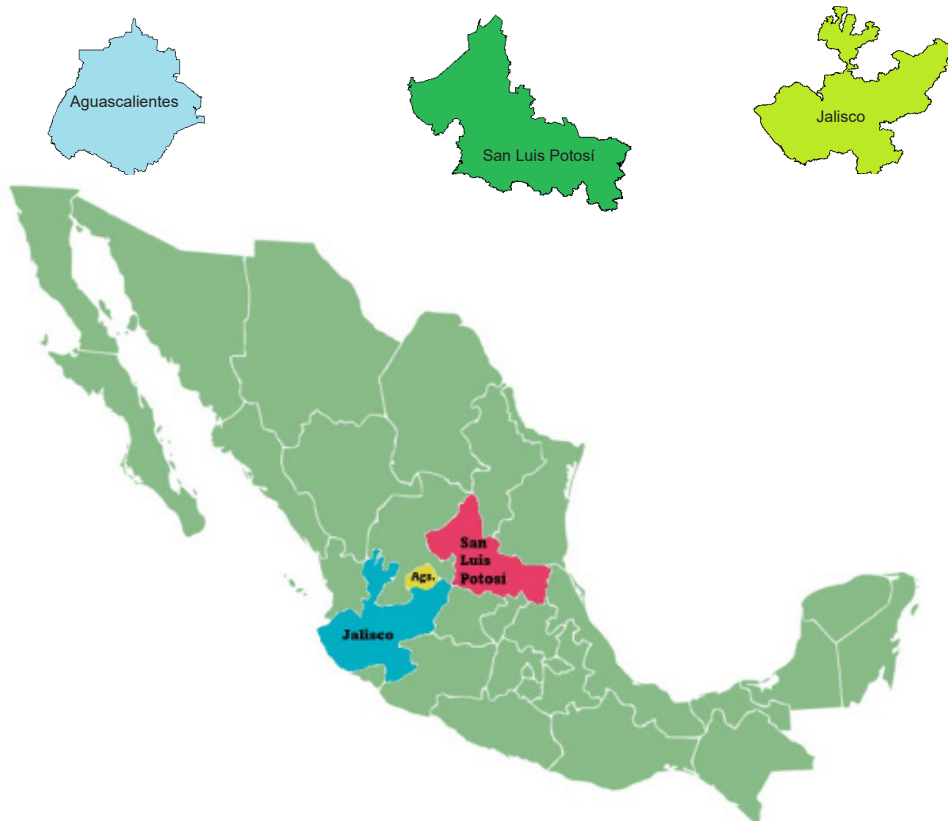 Aguascalientes
San Luis Potosí
Jalisco
San
Luis
Potosí
Ags.
Jalisco